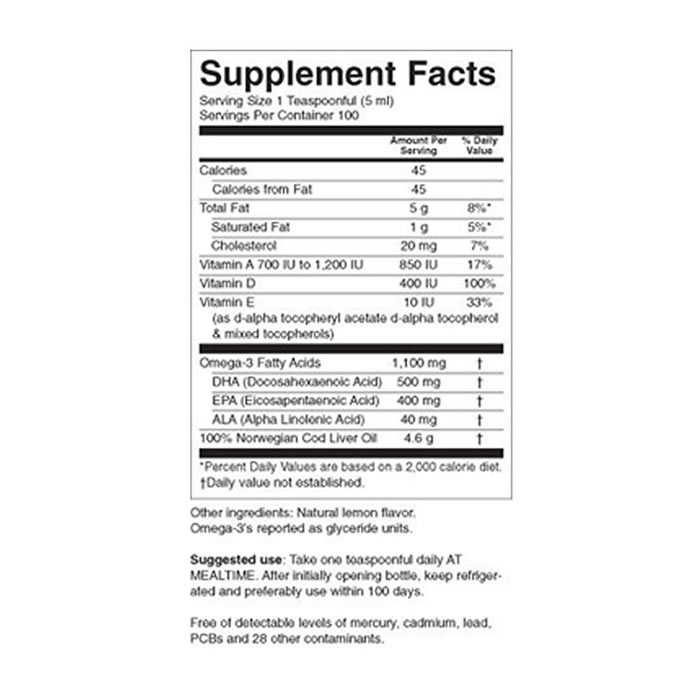 Supplement Facts
Serving Size 1 Teaspoonful (5 ml)
Servings Per Container 100
Amount Per Serving % Daily Value
Calories 45
Calories from Fat 45
Total Fat 5 g 8%*
Saturated Fat 1 g 5%*
Cholesterol 20 mg 7%
Vitamin A 700 IU to 1,200 IU 850 IU 17%
Vitamin D 400 IU 100%
Vitamin E 10 IU 33%
(as d-alpha tocopheryl acetate d-alpha tocopherol
& mixed tocopherols)
Omega-3 Fatty Acids 1,100 mg †
DHA (Docosahexaenoic Acid) 500 mg †
EPA (Eicosapentaenoic Acid) 400 mg †
ALA (Alpha Linolenic Acid) 40 mg †
100% Norwegian Cod Liver Oil 4.6 g †
*Percent Daily Values are based on a 2,000 calorie diet.
†Daily value not established.
Other ingredients: Natural lemon flavor.
Omega-3's reported as glyceride units.
Suggested use: Take one teaspoonful daily AT
MEALTIME. After initially opening bottle, keep refriger-
ated and preferably use within 100 days.
Free of detectable levels of mercury, cadmium, lead,
PCBs and 28 other contaminants.